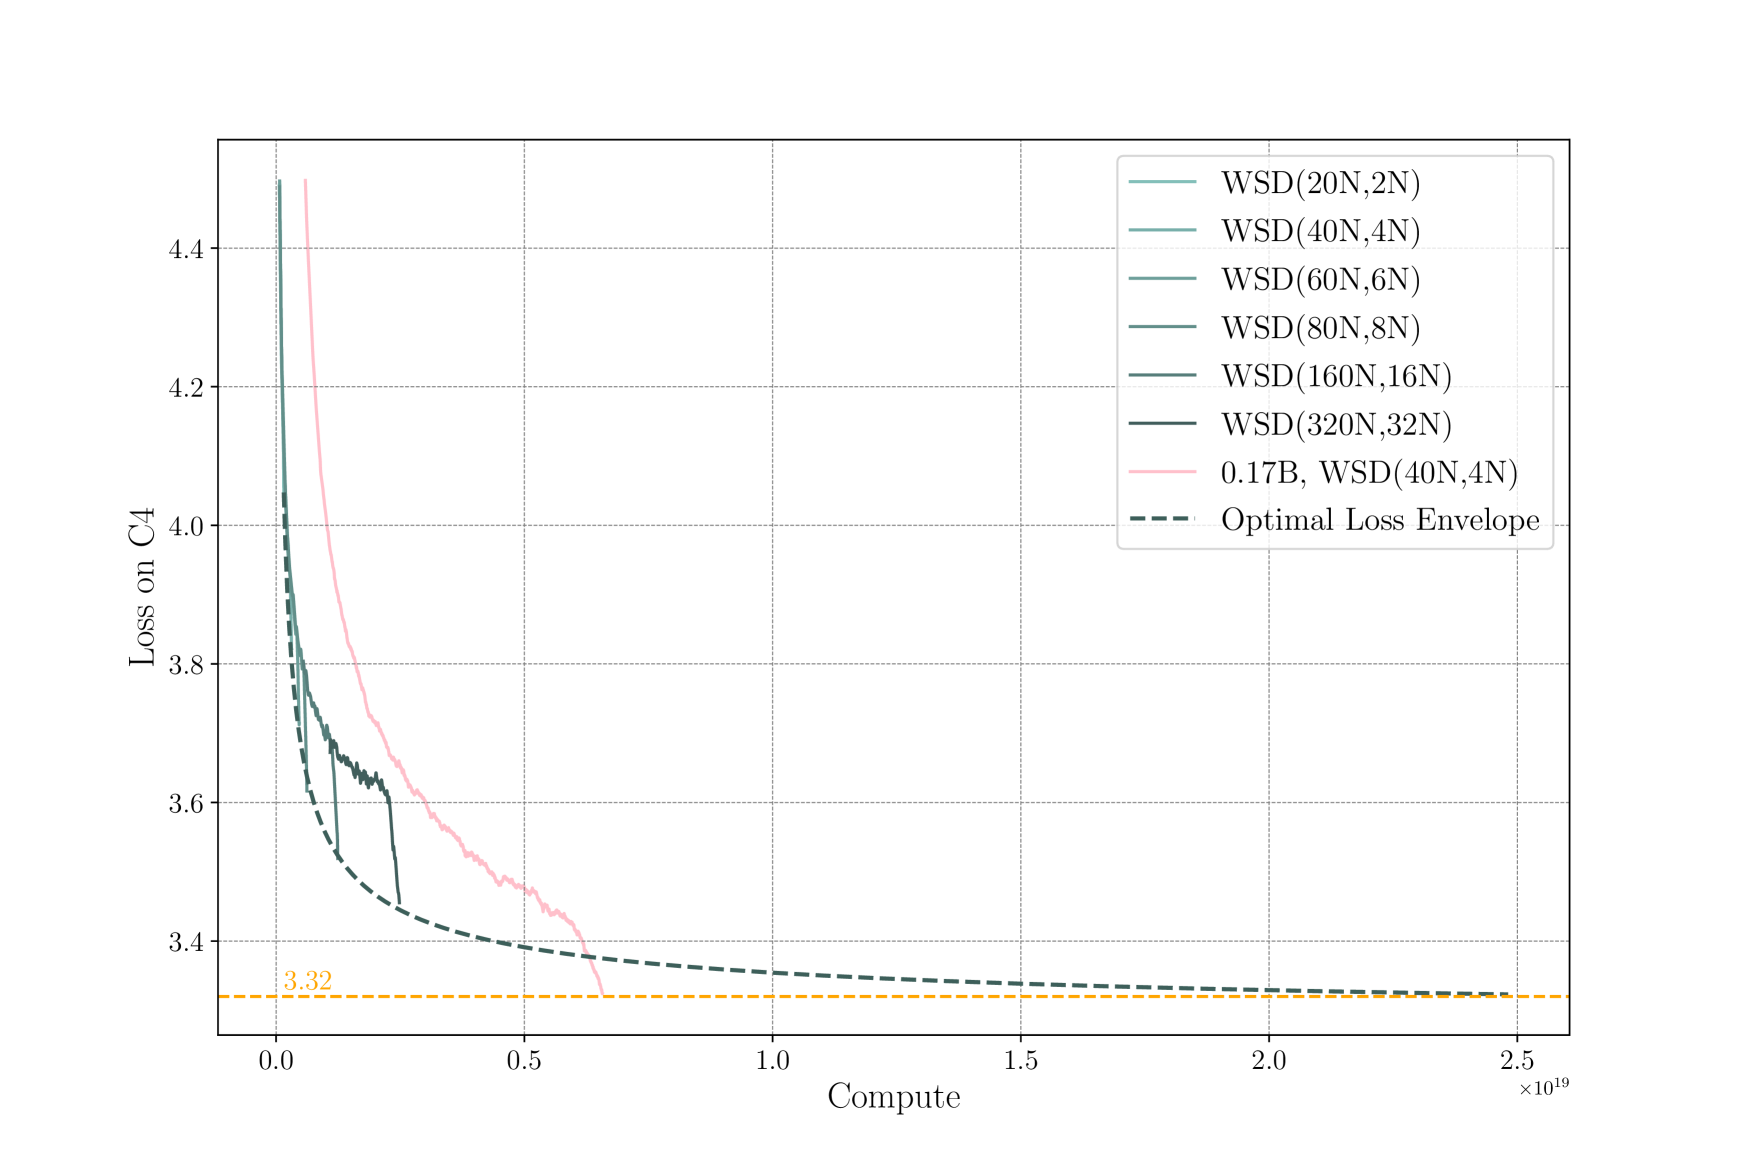 WSD(20N,2N)
WSD(40N,4N)
WSD(60N,6N)
WSD(80N,8N)
WSD(160N,16N)
WSD(320N,32N)
0.17B, WSD(40N,4N)
Optimal Loss Envelope
Loss on C4
4.4
4.2
4.0
3.8
3.6
3.4
3.32
0.0 0.5 1.0 1.5 2.0 2.5
×10¹⁹
Compute